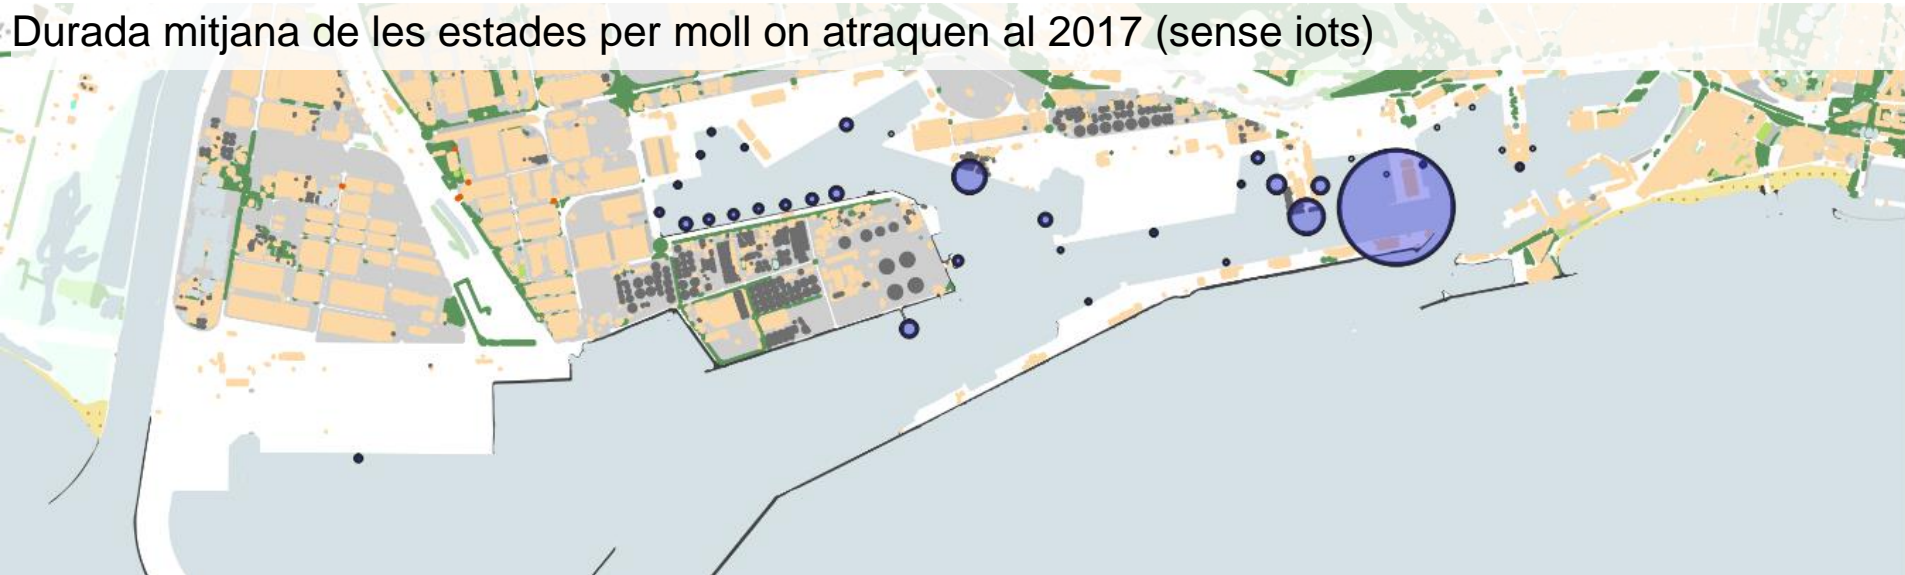 Durada mitjana de les estades per moll on atraquen al 2017 (sense iots)